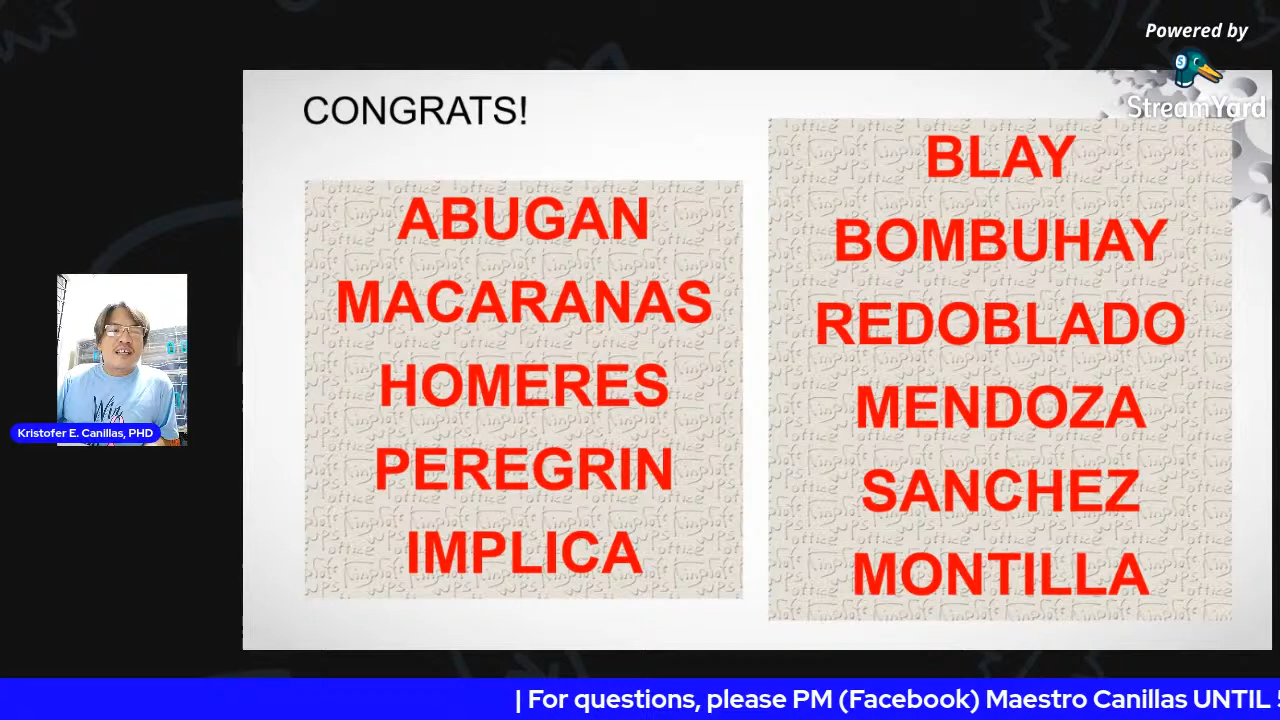 Powered by
StreamYard
CONGRATS!
ABUGAN
MACARANAS
HOMERES
PEREGRIN
IMPLICA
BLAY
BOMBUHAY
REDOBLADO
MENDOZA
SANCHEZ
MONTILLA
Kristofer E. Canillas, PHD
| For questions, please PM (Facebook) Maestro Canillas UNTIL